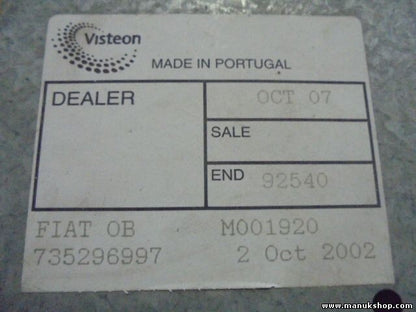 Visteon
MADE IN PORTUGAL
DEALER
OCT 07
SALE
END 92540
FIAT OB M001920
735296997 2 Oct 2002
www.manukshop.com